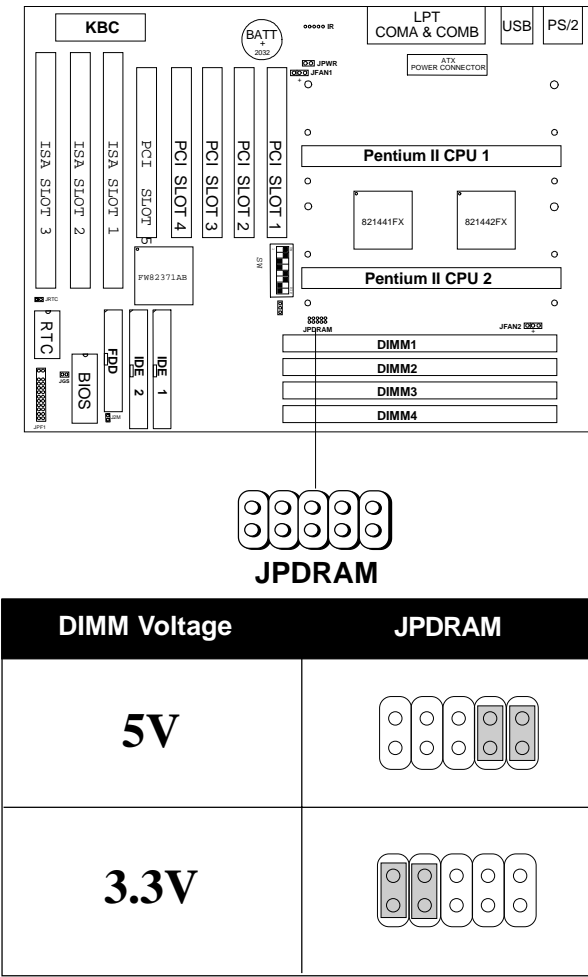 KBC
BATT
+
2032
IR
LPT
COMA & COMB
USB
PS/2
JPWR
JFAN1
+
ATX
POWER CONNECTOR
ISA SLOT 3
ISA SLOT 2
ISA SLOT 1
PCI SLOT 5
PCI SLOT 4
PCI SLOT 3
PCI SLOT 2
PCI SLOT 1
Pentium II CPU 1
821441FX
821442FX
FW82371AB
SW
Pentium II CPU 2
JRTC
RTC
JPDRAM
JFAN2
+
DIMM1
DIMM2
DIMM3
DIMM4
JPF1
JGS
BIOS
FDD
J2M
IDE 2
IDE 1
JPDRAM
DIMM Voltage
JPDRAM
5V
3.3V